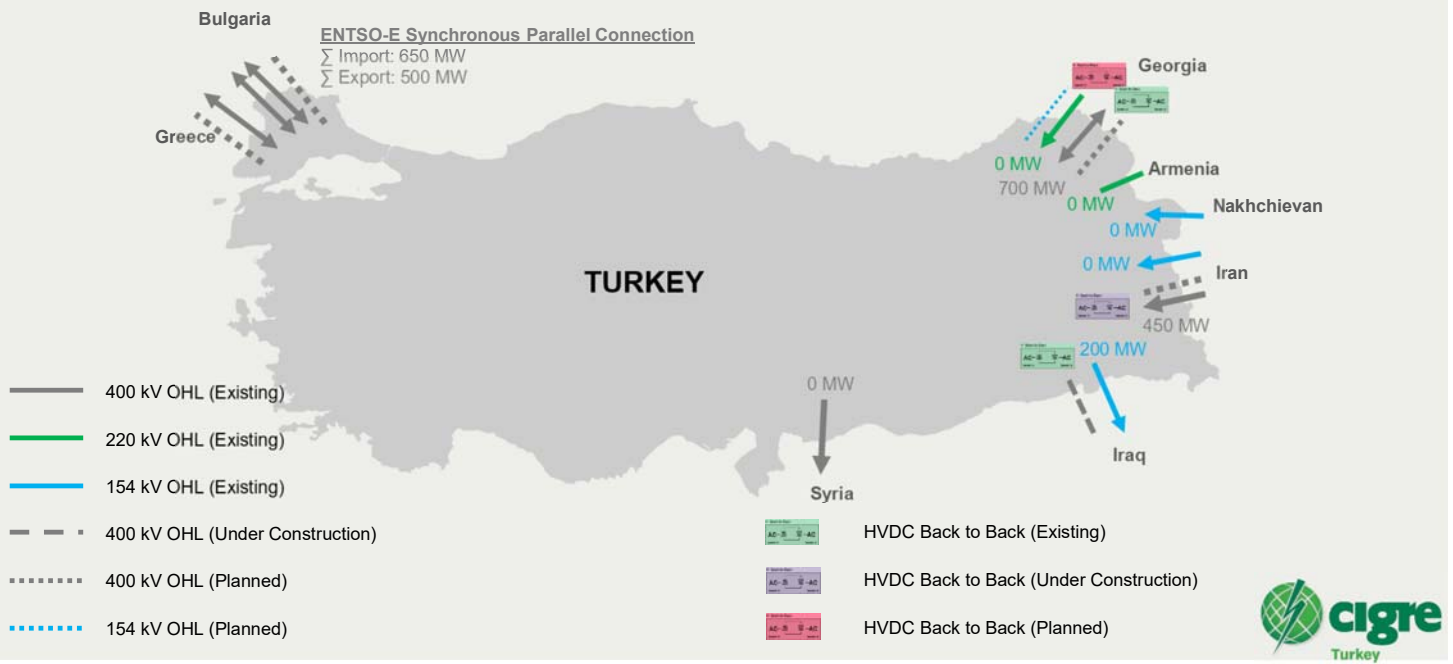 Bulgaria
ENTSO-E Synchronous Parallel Connection
∑ Import: 650 MW
∑ Export: 500 MW
Greece
Georgia
0 MW
700 MW
Armenia
0 MW
Nakhchievan
0 MW
0 MW
Iran
450 MW
200 MW
TURKEY
0 MW
Syria
Iraq
400 kV OHL (Existing)
220 kV OHL (Existing)
154 kV OHL (Existing)
400 kV OHL (Under Construction)
400 kV OHL (Planned)
154 kV OHL (Planned)
HVDC Back to Back (Existing)
HVDC Back to Back (Under Construction)
HVDC Back to Back (Planned)
cigre
Turkey